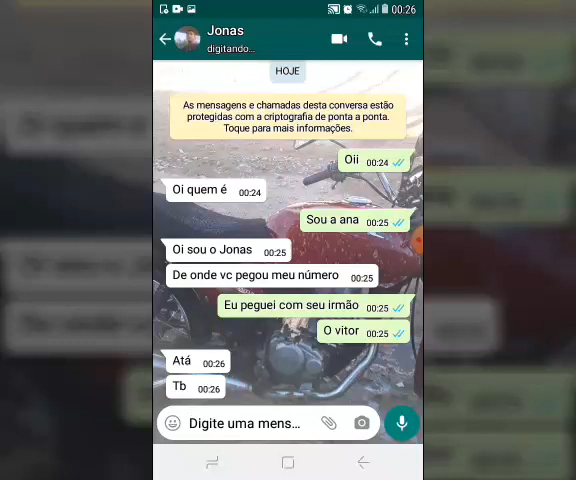 00:26
Jonas
digitando...
HOJE
As mensagens e chamadas desta conversa estão
protegidas com a criptografia de ponta a ponta.
Toque para mais informações.
Oii 00:24
Oi quem é 00:24
Sou a ana 00:25
Oi sou o Jonas 00:25
De onde vc pegou meu número 00:25
Eu peguei com seu irmão 00:25
O vitor 00:25
Atá 00:26
Tb 00:26
Digite uma mens...